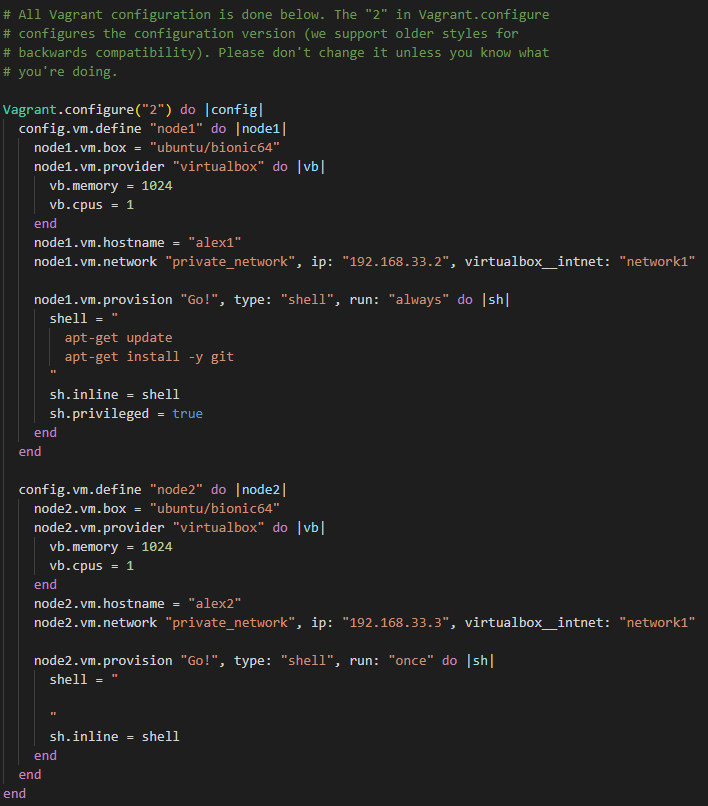 # All Vagrant configuration is done below. The "2" in Vagrant.configure
# configures the configuration version (we support older styles for
# backwards compatibility). Please don't change it unless you know what
# you're doing.

Vagrant.configure("2") do |config|
  config.vm.define "node1" do |node1|
    node1.vm.box = "ubuntu/bionic64"
    node1.vm.provider "virtualbox" do |vb|
      vb.memory = 1024
      vb.cpus = 1
    end
    node1.vm.hostname = "alex1"
    node1.vm.network "private_network", ip: "192.168.33.2", virtualbox__intnet: "network1"

    node1.vm.provision "Go!", type: "shell", run: "always" do |sh|
      shell = "
        apt-get update
        apt-get install -y git
      "
      sh.inline = shell
      sh.privileged = true
    end
  end

  config.vm.define "node2" do |node2|
    node2.vm.box = "ubuntu/bionic64"
    node2.vm.provider "virtualbox" do |vb|
      vb.memory = 1024
      vb.cpus = 1
    end
    node2.vm.hostname = "alex2"
    node2.vm.network "private_network", ip: "192.168.33.3", virtualbox__intnet: "network1"

    node2.vm.provision "Go!", type: "shell", run: "once" do |sh|
      shell = "

      "
      sh.inline = shell
    end
  end
end